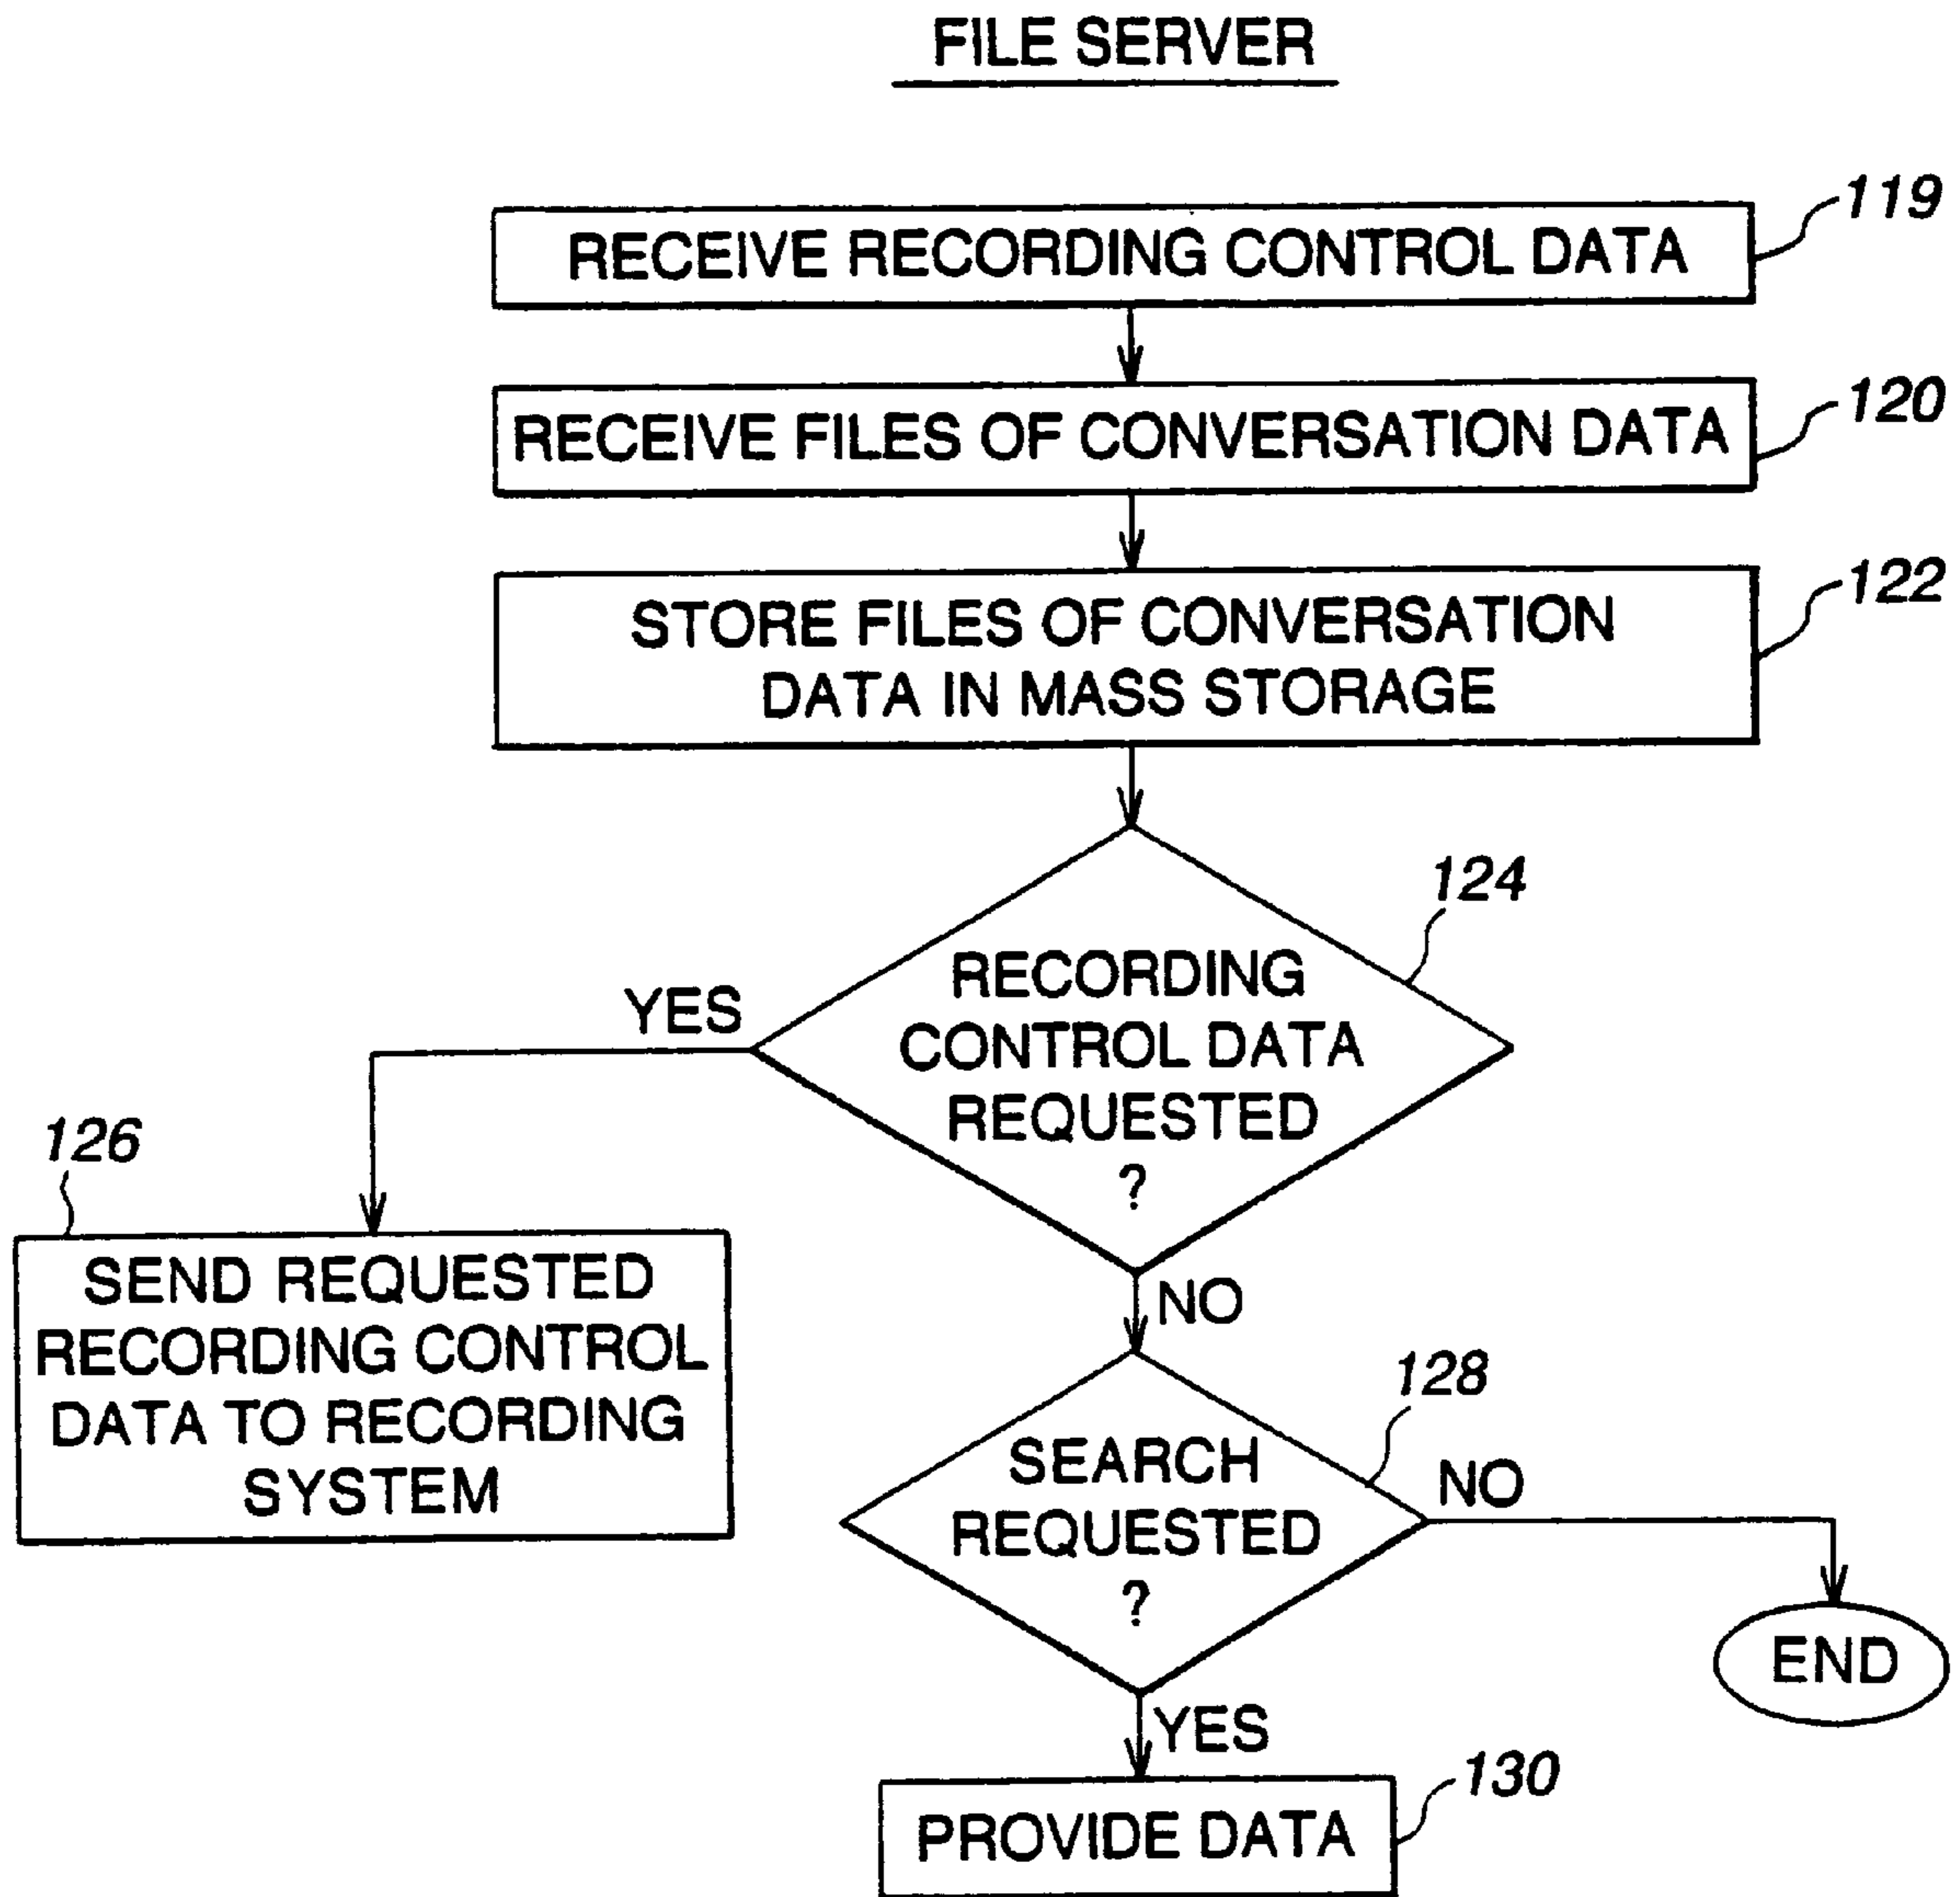 FILE SERVER
119
RECEIVE RECORDING CONTROL DATA
120
RECEIVE FILES OF CONVERSATION DATA
122
STORE FILES OF CONVERSATION
DATA IN MASS STORAGE
124
RECORDING
CONTROL DATA
REQUESTED
?
YES
126
SEND REQUESTED
RECORDING CONTROL
DATA TO RECORDING
SYSTEM
NO
128
SEARCH
REQUESTED
?
NO
END
YES
130
PROVIDE DATA